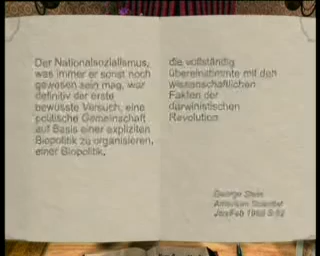 Der Nationalsozialismus,
was immer er sonst noch
gewesen sein mag, war
definitiv der erste
bewusste Versuch, eine
politische Gemeinschaft
auf Basis einer expliziten
Biopolitik zu organisieren,
einer Biopolitik,
die vollständig
übereinstimmte mit den
wissenschaftlichen
Fakten der
darwinistischen
Revolution
George Stein
American Scientist
Jan/Feb 1988 S.52